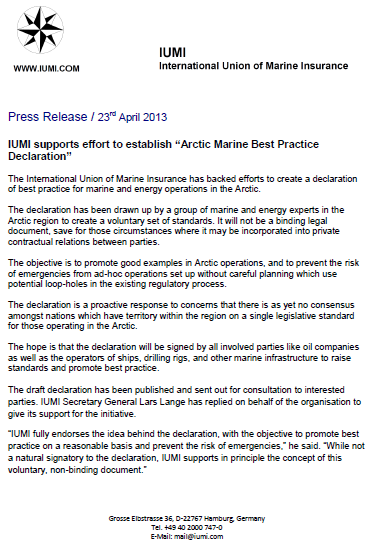 WWW.IUMI.COM
IUMI
International Union of Marine Insurance
Press Release / 23rd April 2013
IUMI supports effort to establish “Arctic Marine Best Practice
Declaration”
The International Union of Marine Insurance has backed efforts to create a declaration
of best practice for marine and energy operations in the Arctic.
The declaration has been drawn up by a group of marine and energy experts in the
Arctic region to create a voluntary set of standards. It will not be a binding legal
document, save for those circumstances where it may be incorporated into private
contractual relations between parties.
The objective is to promote good examples in Arctic operations, and to prevent the risk
of emergencies from ad-hoc operations set up without careful planning which use
potential loop-holes in the existing regulatory process.
The declaration is a proactive response to concerns that there is as yet no consensus
amongst nations which have territory within the region on a single legislative standard
for those operating in the Arctic.
The hope is that the declaration will be signed by all involved parties like oil companies
as well as the operators of ships, drilling rigs, and other marine infrastructure to raise
standards and promote best practice.
The draft declaration has been published and sent out for consultation to interested
parties. IUMI Secretary General Lars Lange has replied on behalf of the organisation to
give its support for the initiative.
“IUMI fully endorses the idea behind the declaration, with the objective to promote best
practice on a reasonable basis and prevent the risk of emergencies,” he said. “While not
a natural signatory to the declaration, IUMI supports in principle the concept of this
voluntary, non-binding document.”
Grosse Elbstrasse 36, D-22767 Hamburg, Germany
Tel. +49 40 2000 747-0
E-Mail: mail@iumi.com